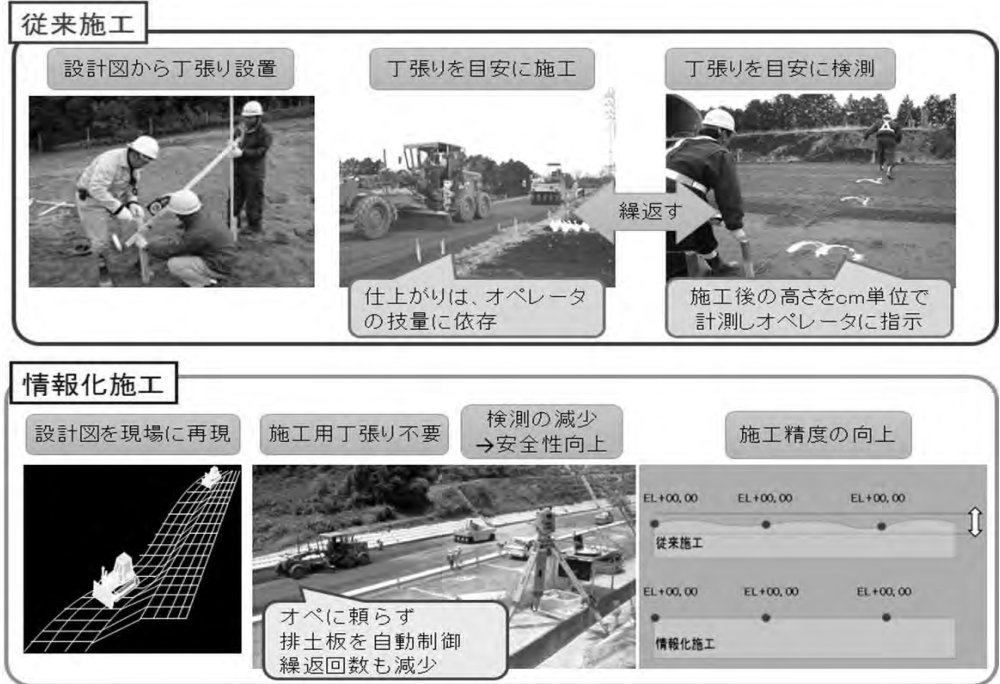 従来施工
設計図から丁張り設置
丁張りを目安に施工
丁張りを目安に検測
繰返す
仕上がりは、オペレータ
の技量に依存
施工後の高さをcm単位で
計測しオペレータに指示
情報化施工
設計図を現場に再現
施工用丁張り不要
検測の減少
→安全性向上
施工精度の向上
オペに頼らず
排土板を自動制御
繰返回数も減少
EL+00,00 EL+00,00 EL+00,00
従来施工
EL+00,00 EL+00,00 EL+00,00
情報化施工